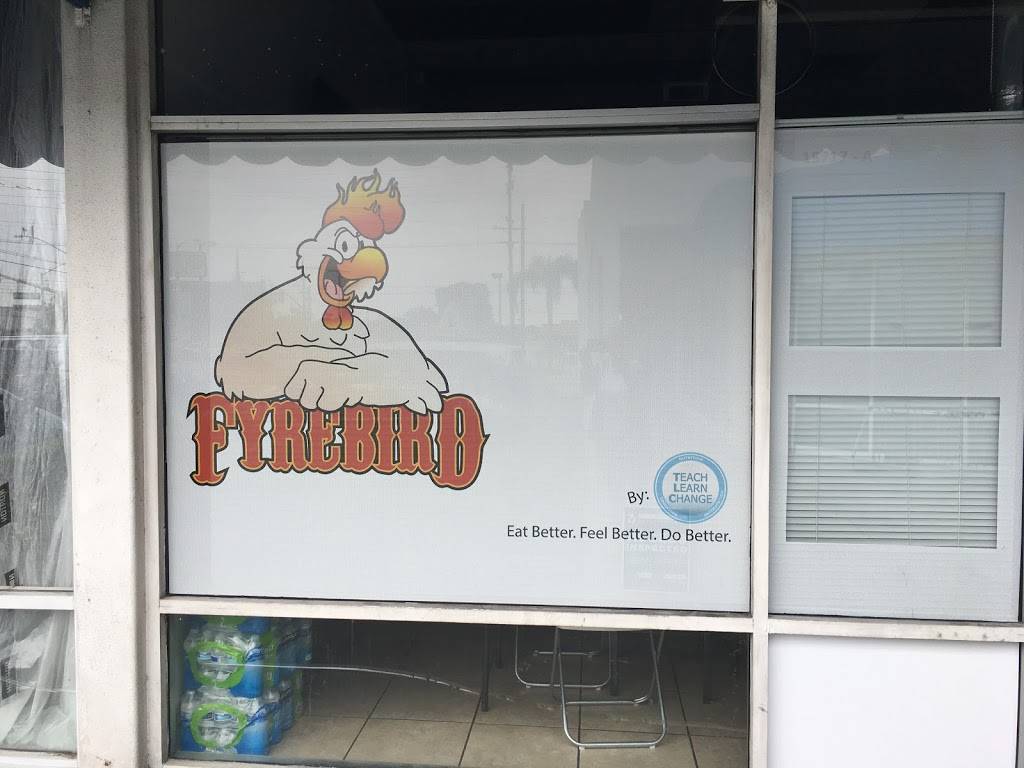 FYREBIRD
By:
TEACH
LEARN
CHANGE
Eat Better. Feel Better. Do Better.